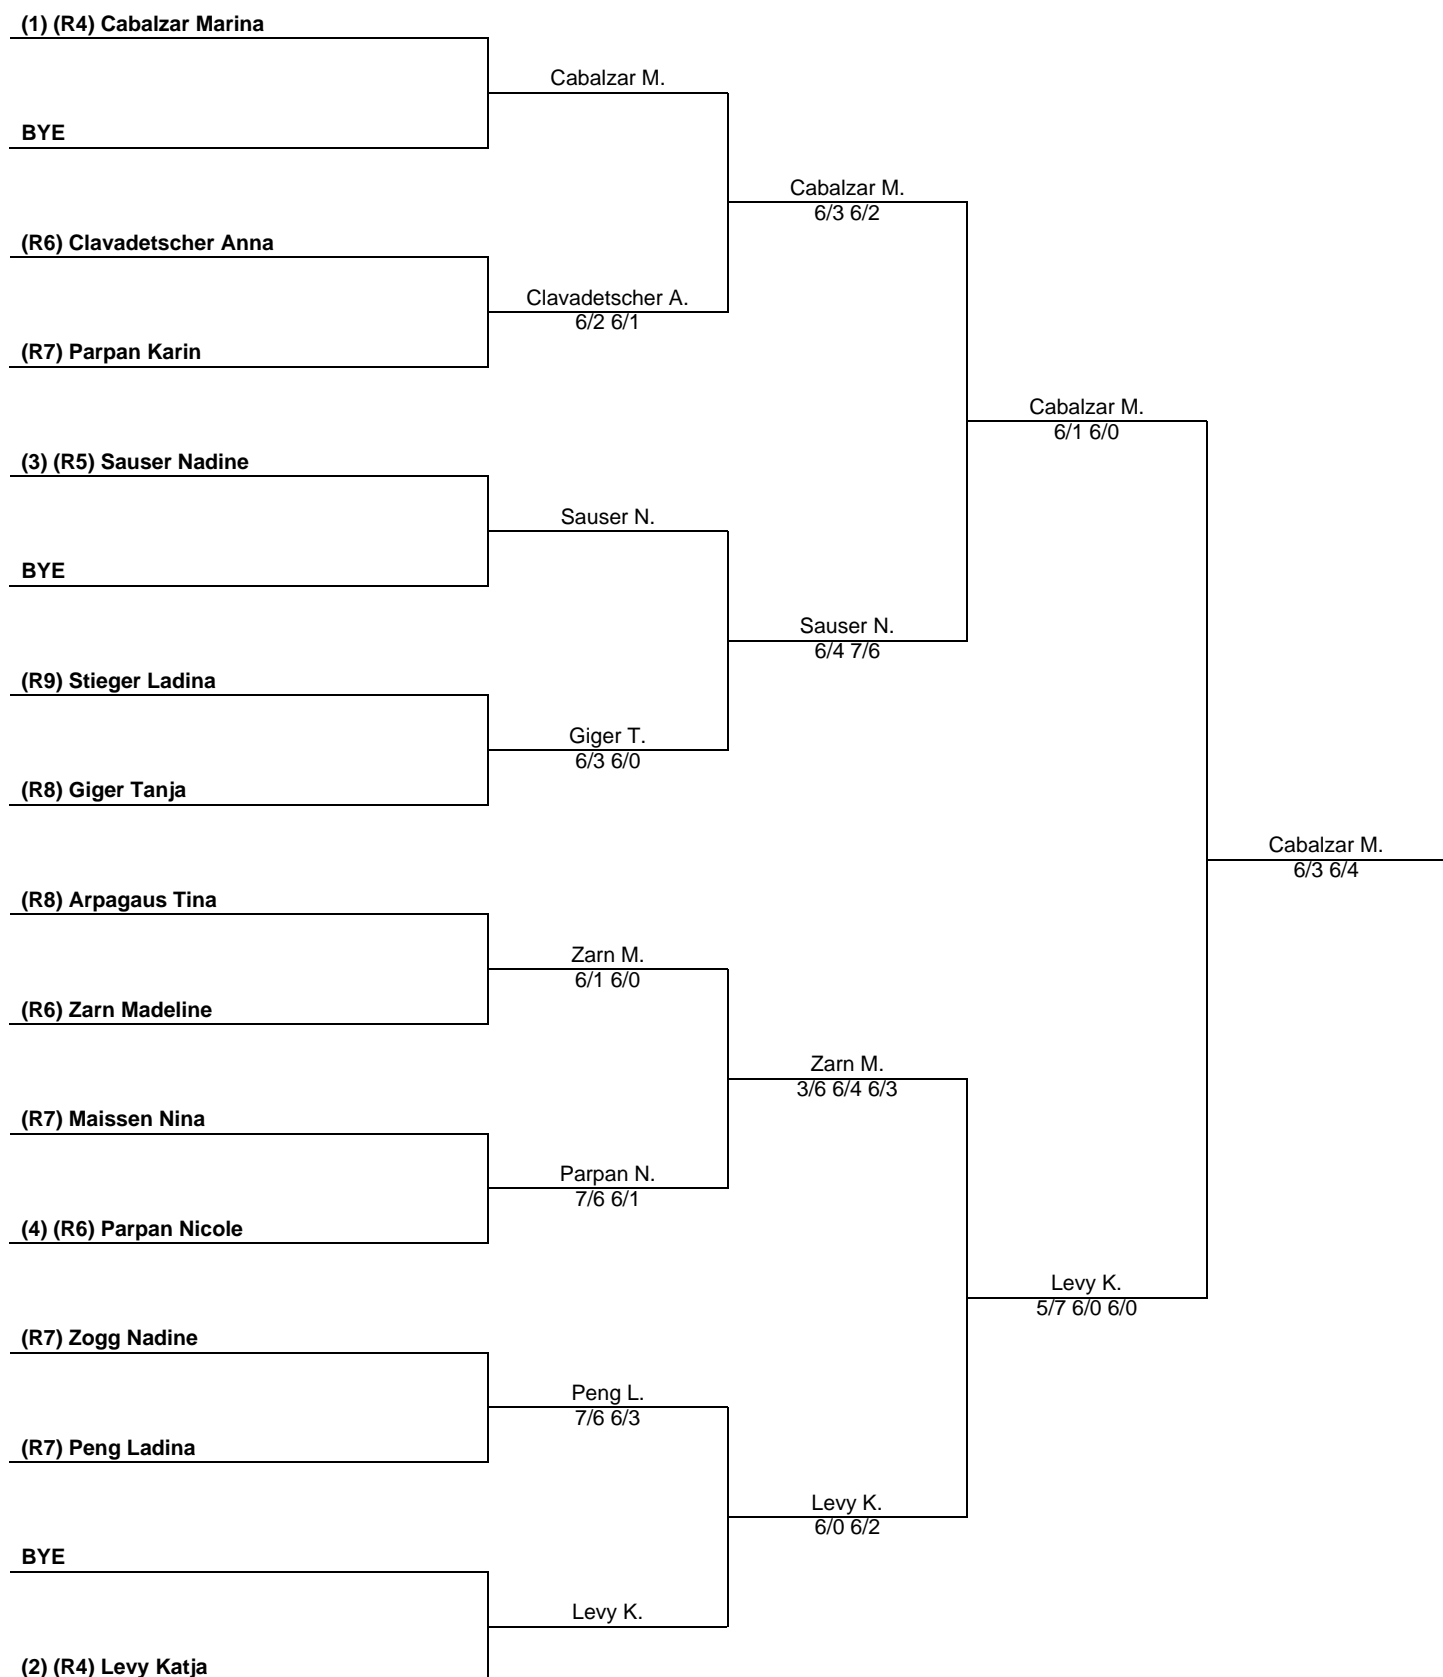 (1) (R4) Cabalzar Marina
Cabalzar M.
BYE
Cabalzar M.
6/3 6/2
(R6) Clavadetscher Anna
Clavadetscher A.
6/2 6/1
(R7) Parpan Karin
Cabalzar M.
6/1 6/0
(3) (R5) Sauser Nadine
Sauser N.
BYE
Sauser N.
6/4 7/6
(R9) Stieger Ladina
Giger T.
6/3 6/0
(R8) Giger Tanja
Cabalzar M.
6/3 6/4
(R8) Arpagaus Tina
Zarn M.
6/1 6/0
(R6) Zarn Madeline
Zarn M.
3/6 6/4 6/3
(R7) Maissen Nina
Parpan N.
7/6 6/1
(4) (R6) Parpan Nicole
Levy K.
5/7 6/0 6/0
(R7) Zogg Nadine
Peng L.
7/6 6/3
(R7) Peng Ladina
Levy K.
6/0 6/2
BYE
Levy K.
(2) (R4) Levy Katja